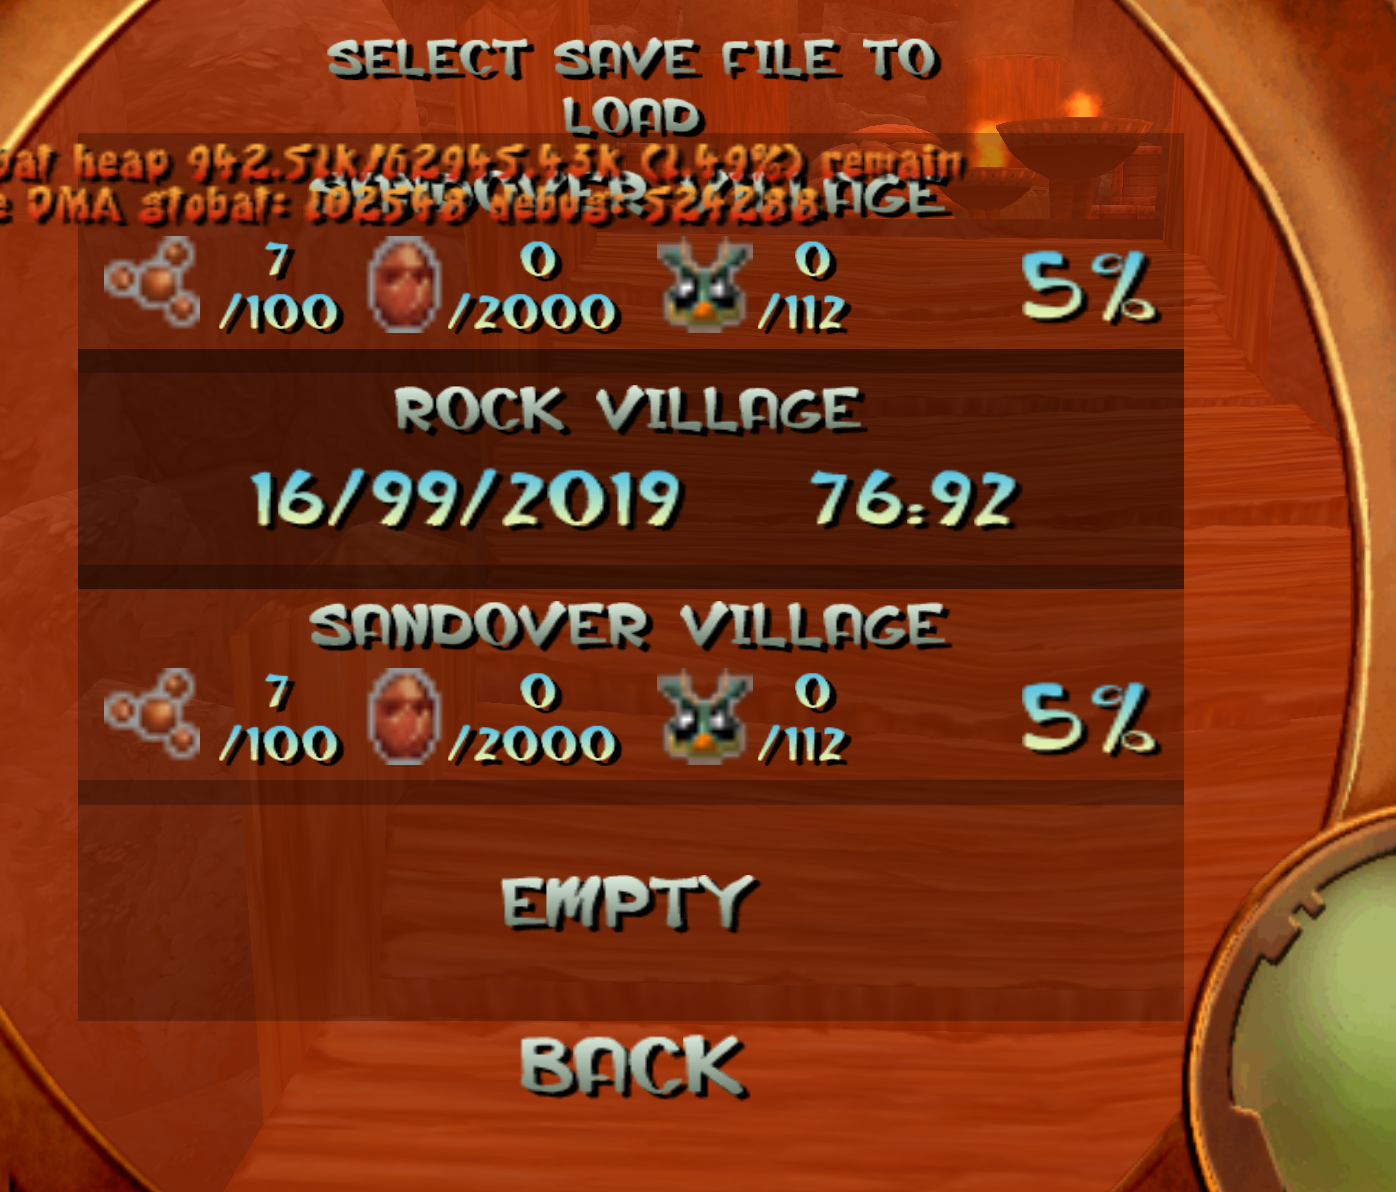 SELECT SAVE FILE TO
LOAD
heap 942.51K/62945.43K (1.49%) remain
SANDOVER VILLAGE
DMA global: 102548 debug: 524288
7 0 0 5%
/100 /2000 /112
ROCK VILLAGE
16/99/2019 76:92
SANDOVER VILLAGE
7 0 0 5%
/100 /2000 /112
EMPTY
BACK